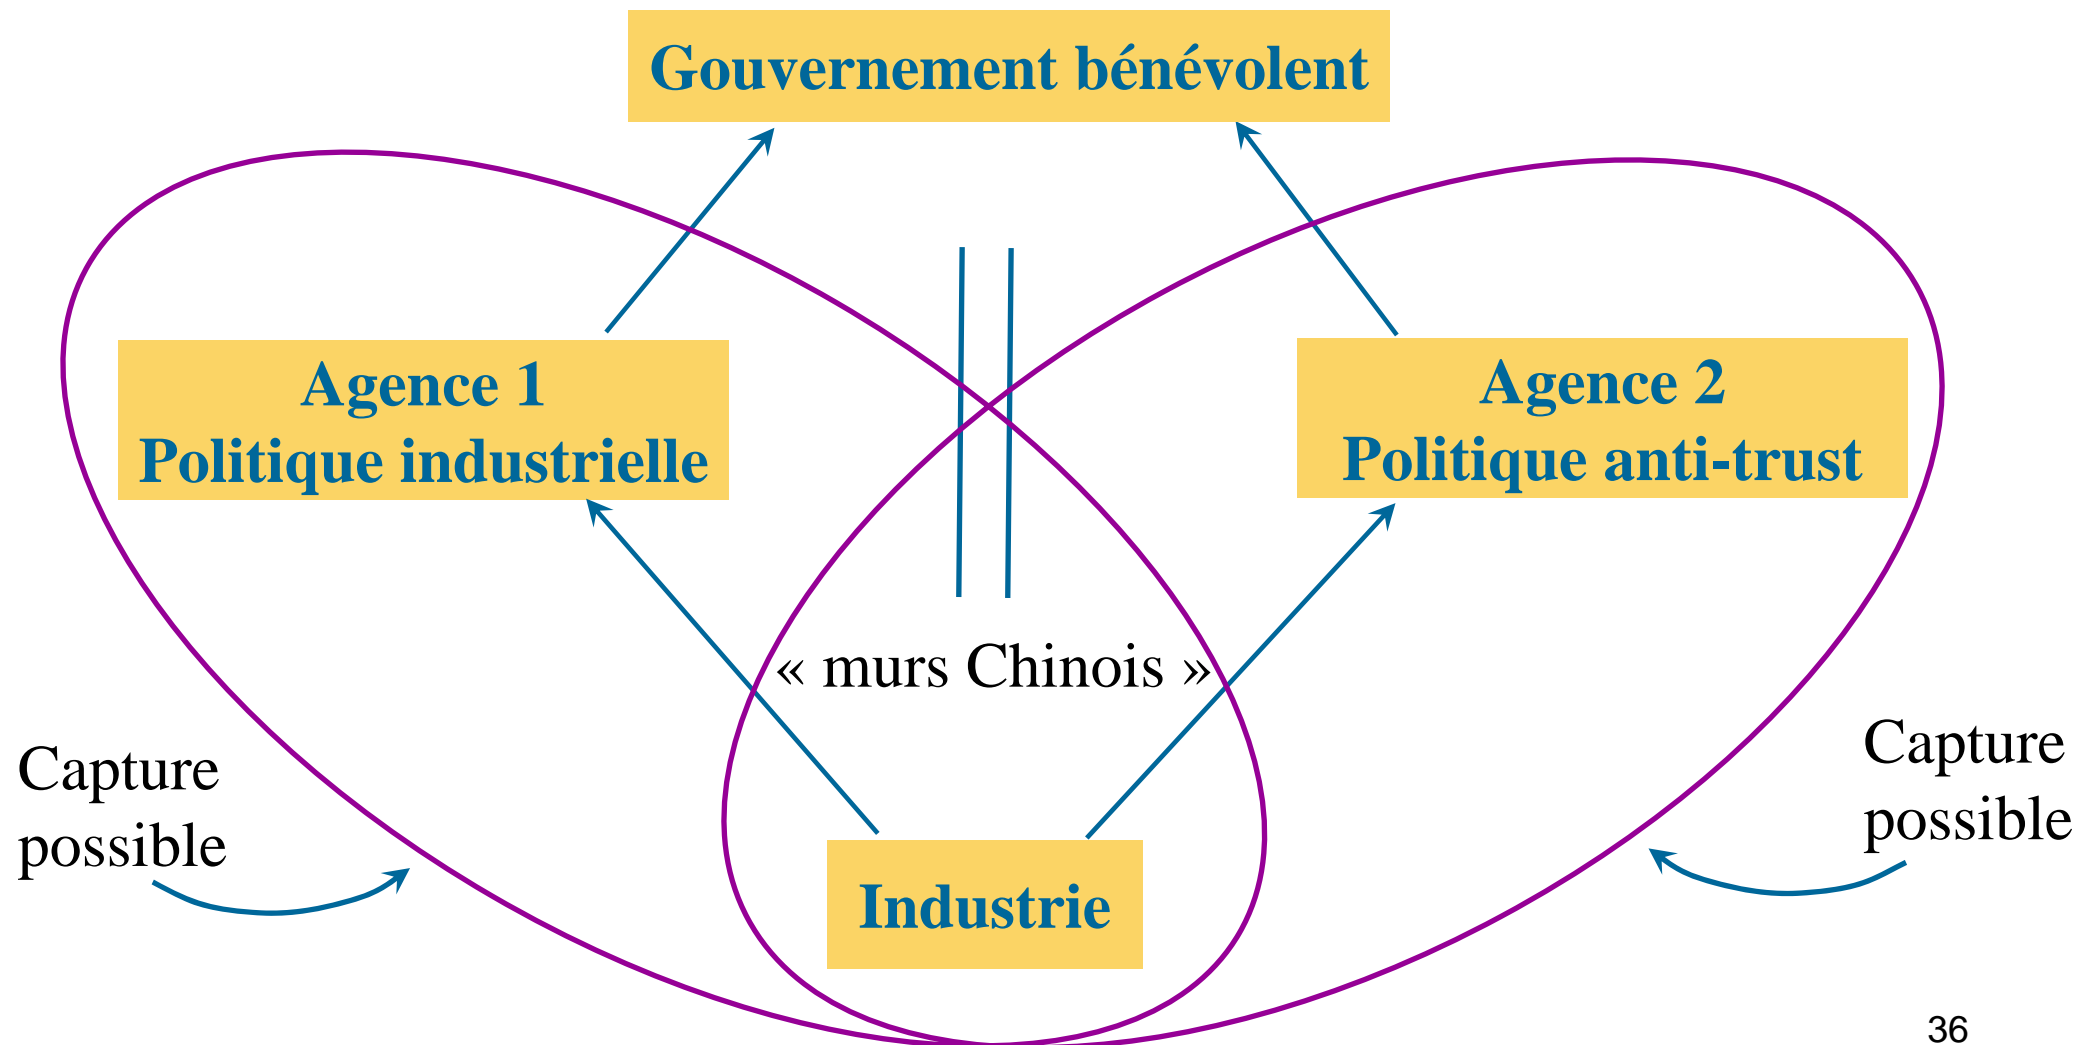 Gouvernement bénévolent
Agence 1
Politique industrielle
Agence 2
Politique anti-trust
« murs Chinois »
Capture
possible
Capture
possible
Industrie
36